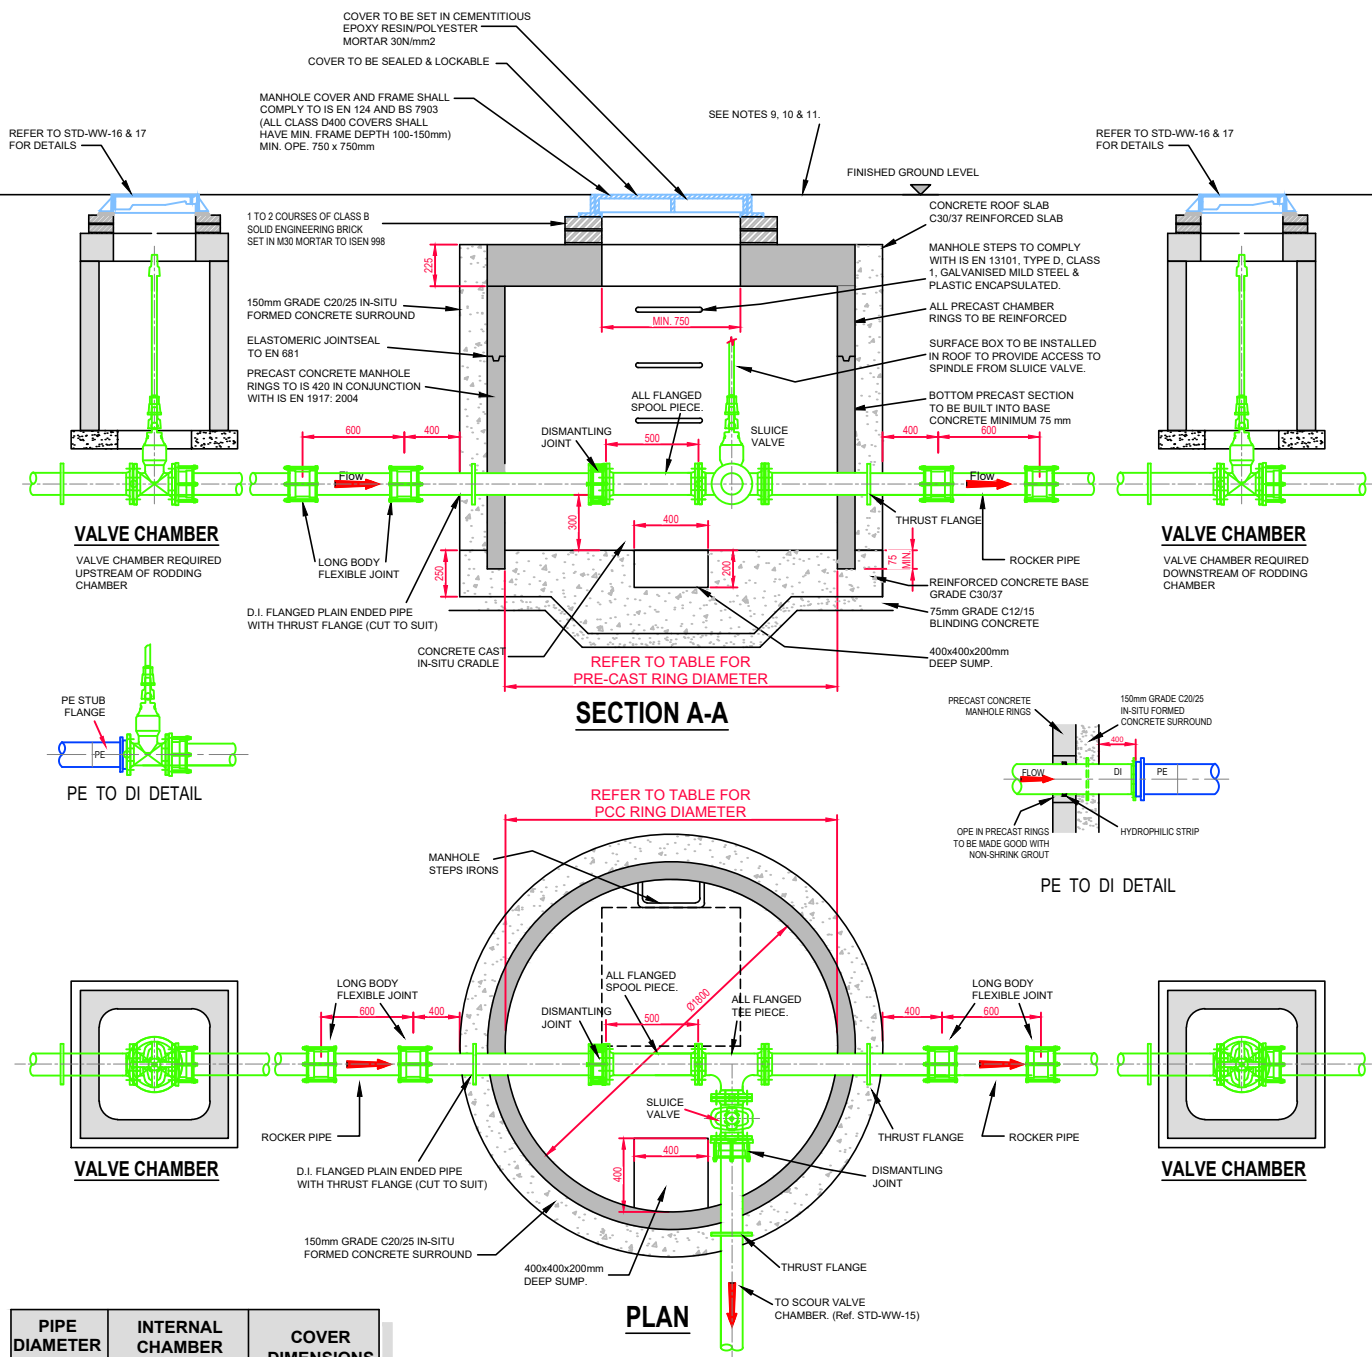 COVER TO BE SET IN CEMENTITIOUS
EPOXY RESIN/POLYESTER
MORTAR 30N/mm2
COVER TO BE SEALED & LOCKABLE
MANHOLE COVER AND FRAME SHALL
COMPLY TO IS EN 124 AND BS 7903
(ALL CLASS D400 COVERS SHALL
HAVE MIN. FRAME DEPTH 100-150mm)
MIN. OPE. 750 x 750mm
SEE NOTES 9, 10 & 11.
REFER TO STD-WW-16 & 17
FOR DETAILS
REFER TO STD-WW-16 & 17
FOR DETAILS
FINISHED GROUND LEVEL
1 TO 2 COURSES OF CLASS B
SOLID ENGINEERING BRICK
SET IN M30 MORTAR TO ISEN 998
CONCRETE ROOF SLAB
C30/37 REINFORCED SLAB
MANHOLE STEPS TO COMPLY
WITH IS EN 13101, TYPE D, CLASS
1, GALVANISED MILD STEEL &
PLASTIC ENCAPSULATED.
225
150mm GRADE C20/25 IN-SITU
FORMED CONCRETE SURROUND
MIN. 750
ALL PRECAST CHAMBER
RINGS TO BE REINFORCED
ELASTOMERIC JOINTSEAL
TO EN 681
SURFACE BOX TO BE INSTALLED
IN ROOF TO PROVIDE ACCESS TO
SPINDLE FROM SLUICE VALVE.
PRECAST CONCRETE MANHOLE
RINGS TO IS 420 IN CONJUNCTION
WITH IS EN 1917: 2004
ALL FLANGED
SPOOL PIECE.
BOTTOM PRECAST SECTION
TO BE BUILT INTO BASE
CONCRETE MINIMUM 75 mm
DISMANTLING
JOINT
SLUICE
VALVE
600
400
500
400
600
Flow
Flow
VALVE CHAMBER
VALVE CHAMBER REQUIRED
UPSTREAM OF RODDING
CHAMBER
LONG BODY
FLEXIBLE JOINT
300
400
200
250
75
MIN.
THRUST FLANGE
ROCKER PIPE
VALVE CHAMBER
VALVE CHAMBER REQUIRED
DOWNSTREAM OF RODDING
CHAMBER
REINFORCED CONCRETE BASE
GRADE C30/37
D.I. FLANGED PLAIN ENDED PIPE
WITH THRUST FLANGE (CUT TO SUIT)
75mm GRADE C12/15
BLINDING CONCRETE
CONCRETE CAST
IN-SITU CRADLE
400x400x200mm
DEEP SUMP.
REFER TO TABLE FOR
PRE-CAST RING DIAMETER
SECTION A-A
PE STUB
FLANGE
PE
PE TO DI DETAIL
PRECAST CONCRETE
MANHOLE RINGS
150mm GRADE C20/25
IN-SITU FORMED
CONCRETE SURROUND
400
FLOW
DI
PE
OPE IN PRECAST RINGS
TO BE MADE GOOD WITH
NON-SHRINK GROUT
HYDROPHILIC STRIP
PE TO DI DETAIL
REFER TO TABLE FOR
PCC RING DIAMETER
MANHOLE
STEPS IRONS
LONG BODY
FLEXIBLE JOINT
600
400
ALL FLANGED
SPOOL PIECE.
Ø1800
DISMANTLING
JOINT
500
ALL FLANGED
TEE PIECE.
LONG BODY
FLEXIBLE JOINT
400
600
SLUICE
VALVE
ROCKER PIPE
THRUST FLANGE
ROCKER PIPE
400
400
DISMANTLING
JOINT
VALVE CHAMBER
D.I. FLANGED PLAIN ENDED PIPE
WITH THRUST FLANGE (CUT TO SUIT)
VALVE CHAMBER
150mm GRADE C20/25 IN-SITU
FORMED CONCRETE SURROUND
400x400x200mm
DEEP SUMP.
THRUST FLANGE
TO SCOUR VALVE
CHAMBER. (Ref. STD-WW-15)
PLAN
PIPE
DIAMETER
INTERNAL
CHAMBER
COVER
DIMENSIONS